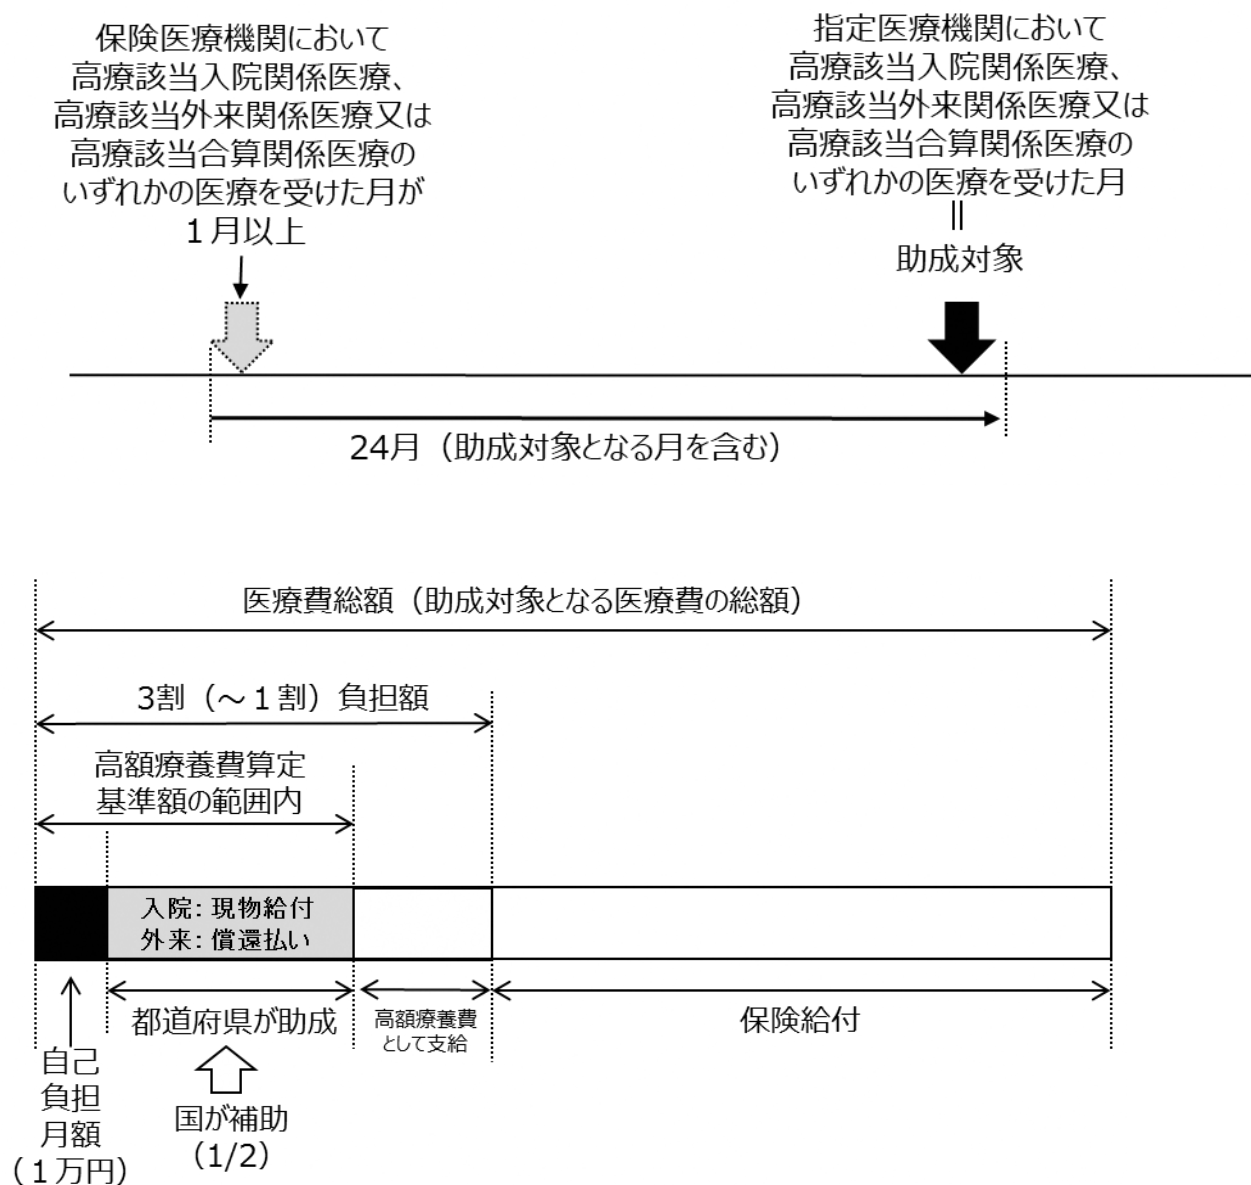 保険医療機関において
高療該当入院関係医療、
高療該当外来関係医療又は
高療該当合算関係医療の
いずれかの医療を受けた月が
１月以上
指定医療機関において
高療該当入院関係医療、
高療該当外来関係医療又は
高療該当合算関係医療の
いずれかの医療を受けた月
||
助成対象
24月（助成対象となる月を含む）
医療費総額（助成対象となる医療費の総額）
3割（～１割）負担額
高額療養費算定
基準額の範囲内
入院：現物給付
外来：償還払い
都道府県が助成
高額療養費
として支給
保険給付
自己
負担
月額
（１万円）
国が補助
（1/2）